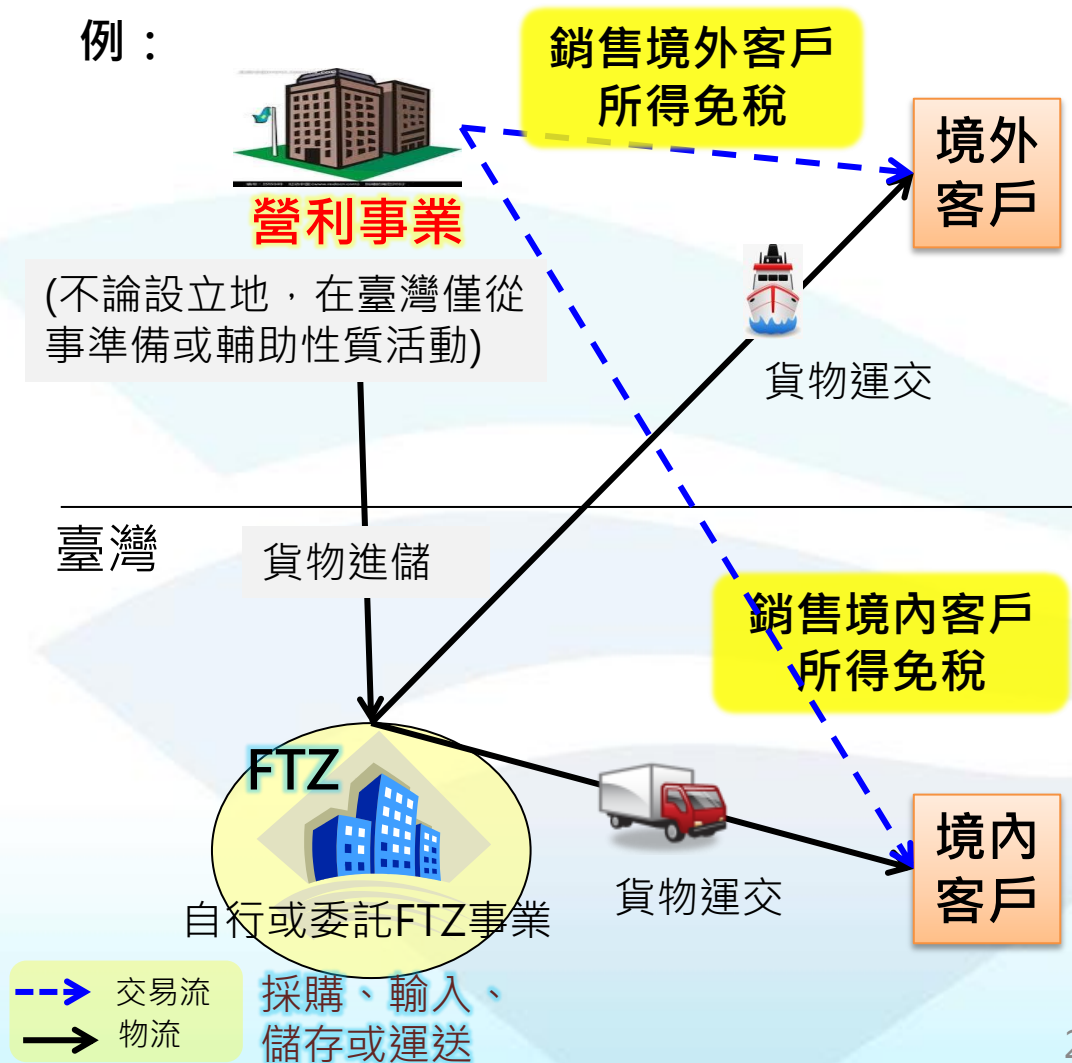 例：
銷售境外客戶
所得免稅
境外
客戶
營利事業
(不論設立地，在臺灣僅從
事準備或輔助性質活動)
貨物運交
臺灣
貨物進儲
銷售境內客戶
所得免稅
FTZ
境內
客戶
貨物運交
自行或委託FTZ事業
交易流
物流
採購、輸入、
儲存或運送
2